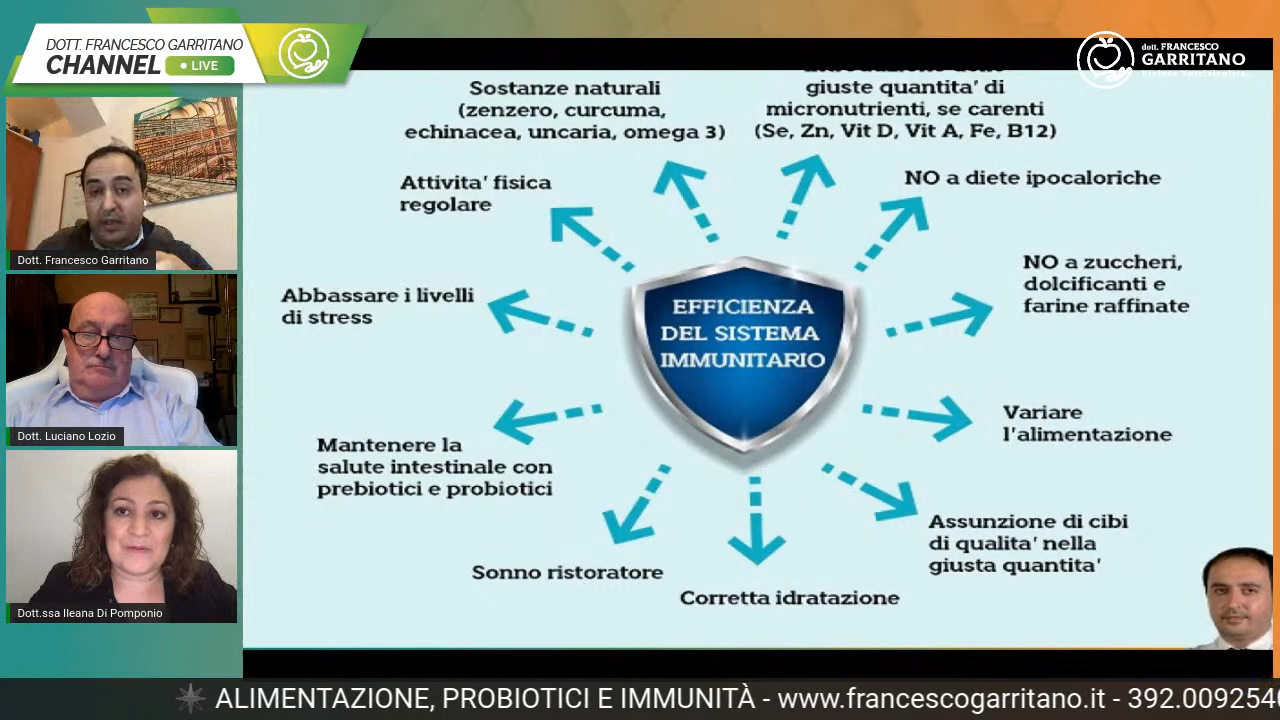 DOTT. FRANCESCO GARRITANO
CHANNEL
• LIVE
dott. FRANCESCO
GARRITANO
Dott. Francesco Garritano
Dott. Luciano Lozio
Dott.ssa Ileana Di Pomponio
Sostanze naturali
(zenzero, curcuma,
echinacea, uncaria, omega 3)
giuste quantita' di
micronutrienti, se carenti
(Se, Zn, Vit D, Vit A, Fe, B12)
Attivita' fisica
regolare
NO a diete ipocaloriche
Abbassare i livelli
di stress
NO a zuccheri,
dolcificanti e
farine raffinate
EFFICIENZA
DEL SISTEMA
IMMUNITARIO
Mantenere la
salute intestinale con
prebiotici e probiotici
Variare
l'alimentazione
Sonno ristoratore
Corretta idratazione
Assunzione di cibi
di qualita' nella
giusta quantita'
ALIMENTAZIONE, PROBIOTICI E IMMUNITÀ - www.francescogarritano.it - 392.009254